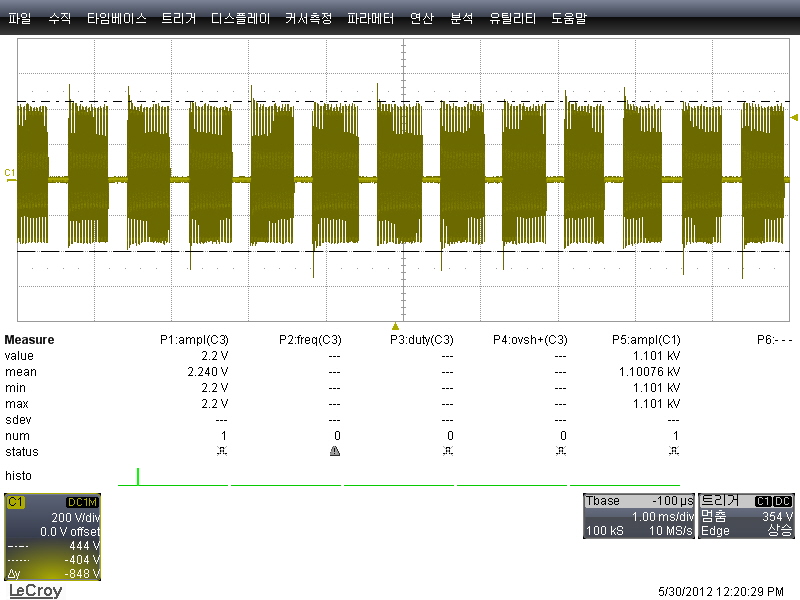 파일 수직 타임베이스 트리거 디스플레이 커서측정 파라메터 연산 분석 유틸리티 도움말
C1
Measure P1:ampl(C3) P2:freq(C3) P3:duty(C3) P4:ovsh+(C3) P5:ampl(C1) P6:- - -
value 2.2 V --- --- --- 1.101 kV
mean 2.240 V --- --- --- 1.10076 kV
min 2.2 V --- --- --- 1.101 kV
max 2.2 V --- --- --- 1.101 kV
sdev --- --- --- --- ---
num 1 0 0 0 1
status
histo
C1 DC1M
200 V/div
0.0 V offset
444 V
-404 V
Δy -848 V
Tbase -100 µs
1.00 ms/div
100 kS 10 MS/s
트리거 C1 DC
멈춤 354 V
Edge 상승
LeCroy
5/30/2012 12:20:29 PM